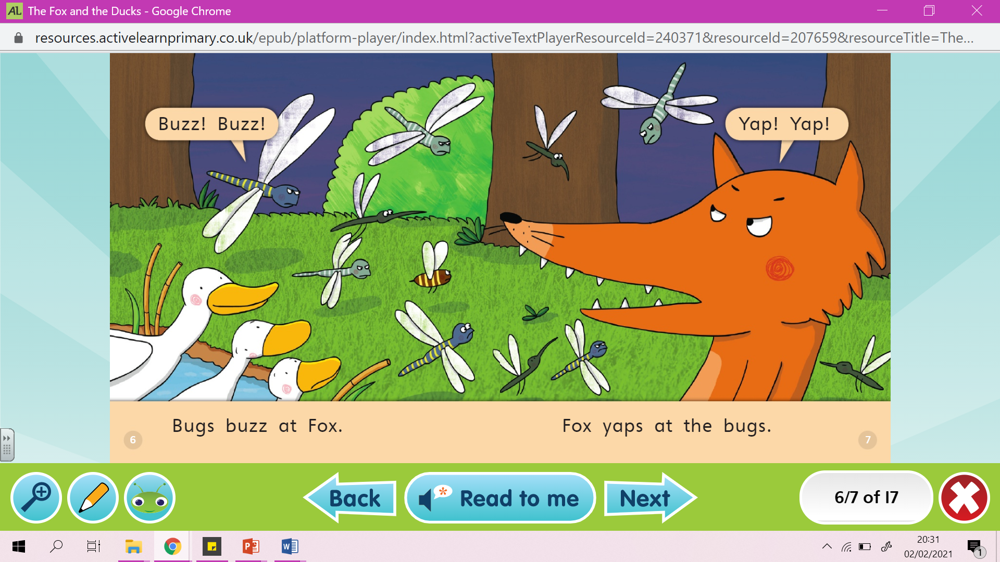 AL The Fox and the Ducks - Google Chrome
resources.activelearnprimary.co.uk/epub/platform-player/index.html?activeTextPlayerResourceId=240371&resourceId=207659&resourceTitle=The...
Buzz! Buzz!
Yap! Yap!
Bugs buzz at Fox.
Fox yaps at the bugs.
6
7
Back
Read to me
Next
6/7 of 17
20:31
02/02/2021
1